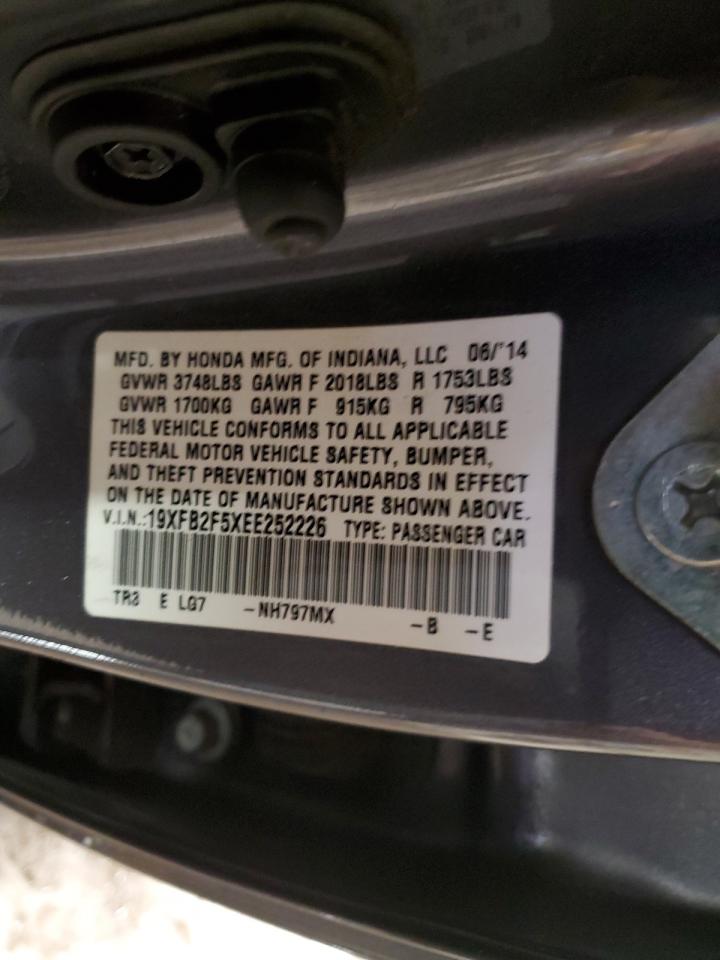 MFD. BY HONDA MFG. OF INDIANA, LLC 06/'14
GVWR 3748LBS GAWR F 2018LBS R 1753LBS
GVWR 1700KG GAWR F 915KG R 795KG
THIS VEHICLE CONFORMS TO ALL APPLICABLE
FEDERAL MOTOR VEHICLE SAFETY, BUMPER,
AND THEFT PREVENTION STANDARDS IN EFFECT
ON THE DATE OF MANUFACTURE SHOWN ABOVE.
V.I.N.:19XFB2F5XEE252226 TYPE: PASSENGER CAR
TR3 E LG7 -NH797MX -B -E